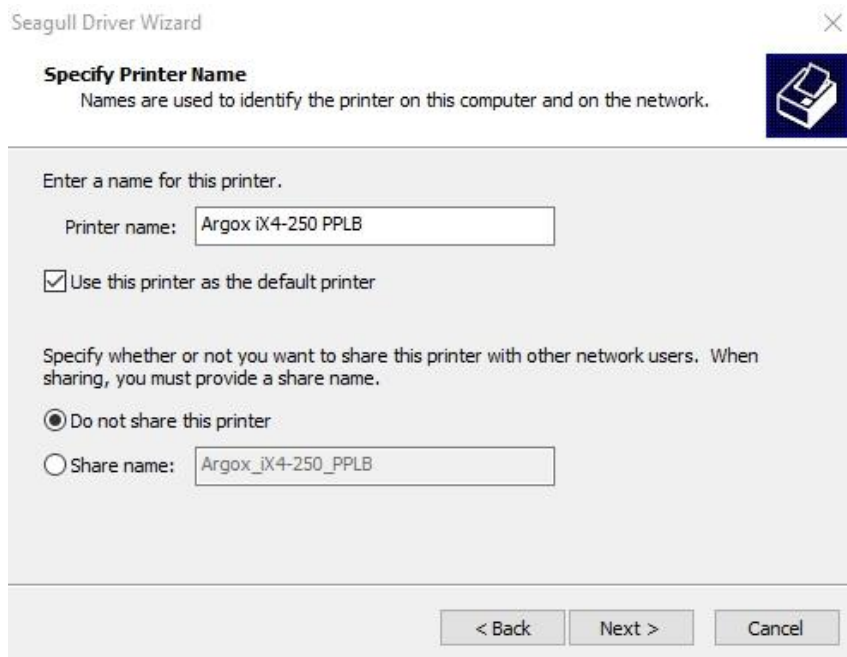 Seagull Driver Wizard
Specify Printer Name
Names are used to identify the printer on this computer and on the network.
Enter a name for this printer.
Printer name: Argox iX4-250 PPLB
Use this printer as the default printer
Specify whether or not you want to share this printer with other network users.  When
sharing, you must provide a share name.
Do not share this printer
Share name: Argox_iX4-250_PPLB
< Back Next > Cancel